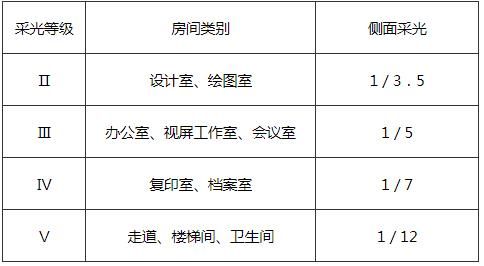 采光等级 房间类别 侧面采光
Ⅱ 设计室、绘图室 1 / 3 . 5
Ⅲ 办公室、视屏工作室、会议室 1 / 5
Ⅳ 复印室、档案室 1 / 7
Ⅴ 走道、楼梯间、卫生间 1 / 12